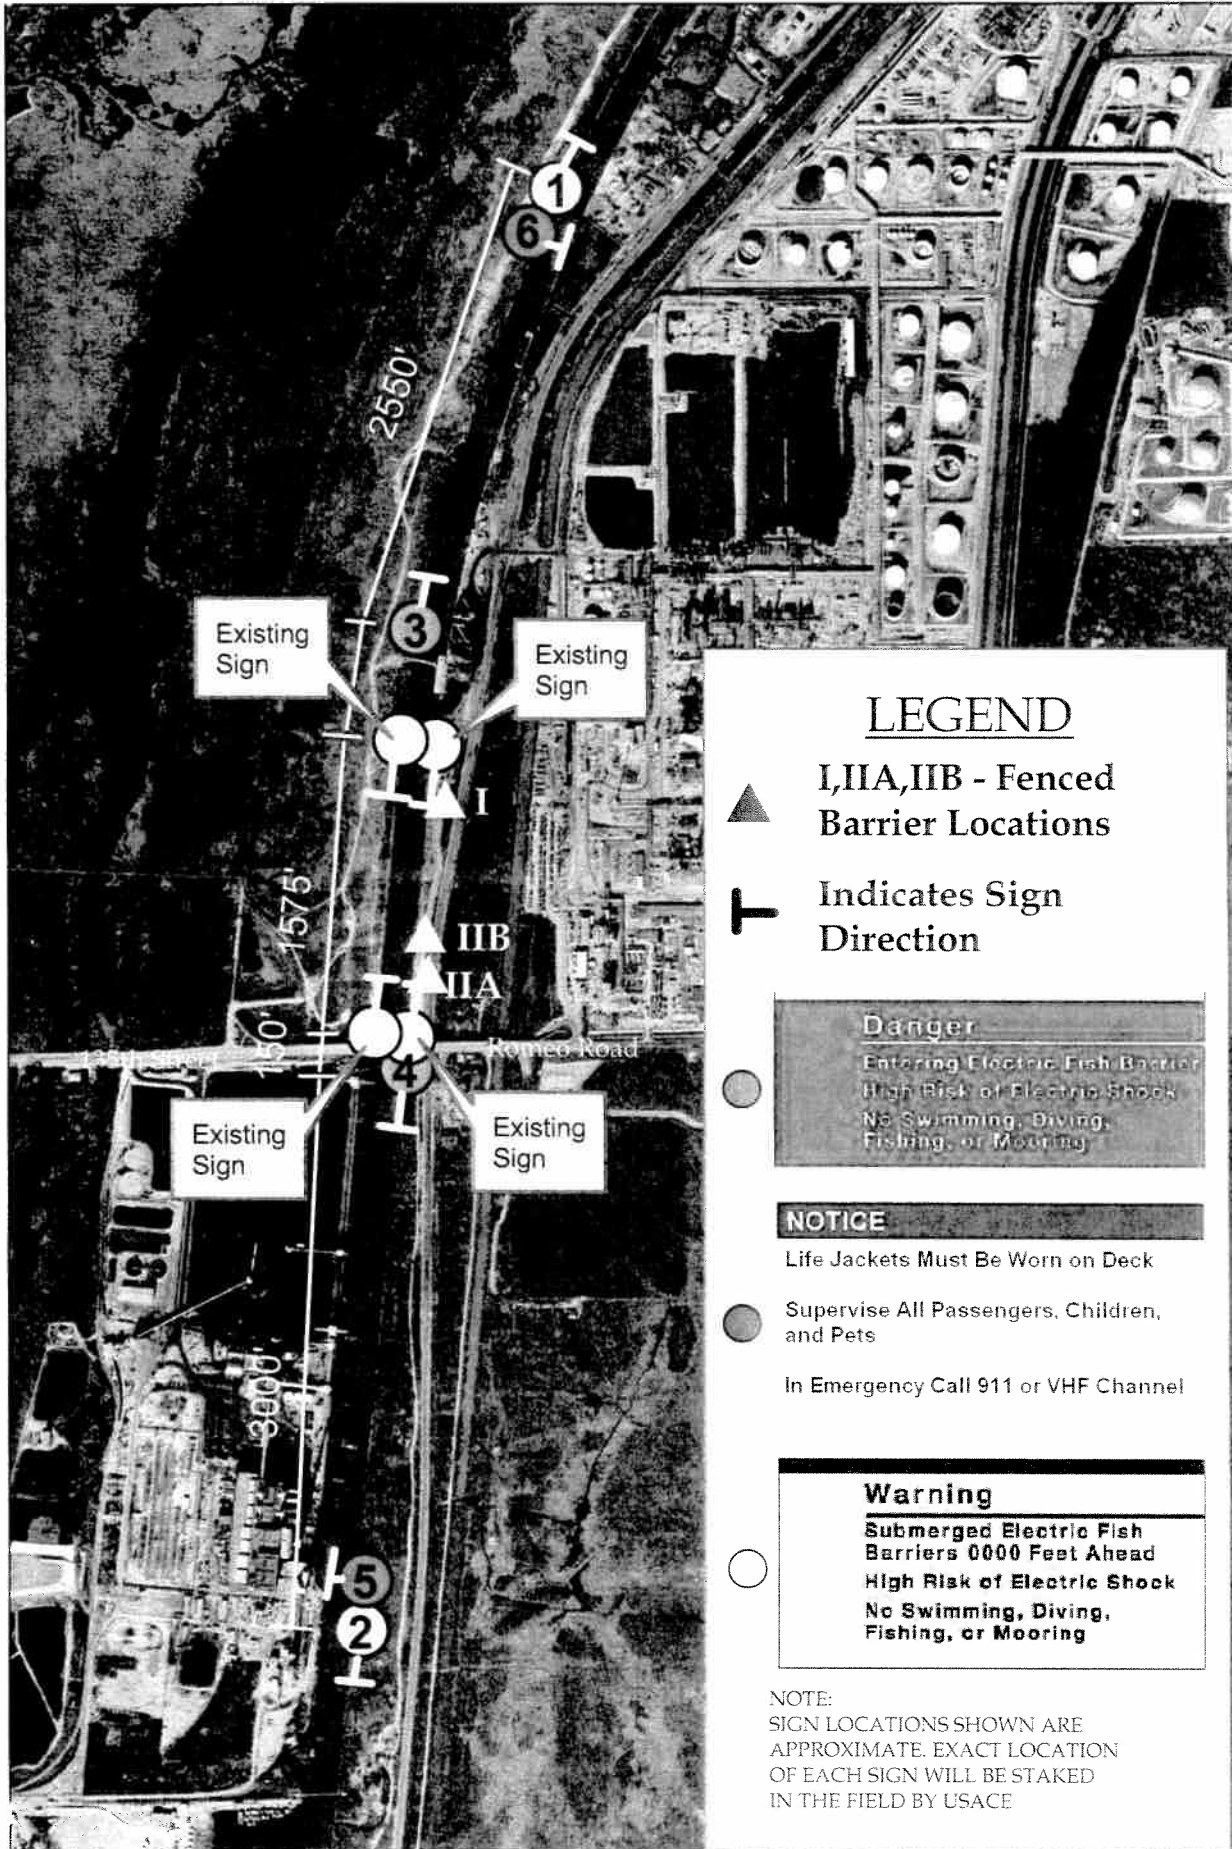 1
6
2550'
3
Existing
Sign
Existing
Sign
I
1575'
IIB
IIA
150'
135th Street
Romeo Road
4
Existing
Sign
Existing
Sign
3000'
5
2
LEGEND
I,IIA,IIB - Fenced
Barrier Locations
Indicates Sign
Direction
Danger
Entering Electric Fish Barrier
High Risk of Electric Shock
No Swimming, Diving,
Fishing, or Mooring
NOTICE
Life Jackets Must Be Worn on Deck
Supervise All Passengers, Children,
and Pets
In Emergency Call 911 or VHF Channel
Warning
Submerged Electric Fish
Barriers 0000 Feet Ahead
High Risk of Electric Shock
No Swimming, Diving,
Fishing, or Mooring
NOTE:
SIGN LOCATIONS SHOWN ARE
APPROXIMATE. EXACT LOCATION
OF EACH SIGN WILL BE STAKED
IN THE FIELD BY USACE